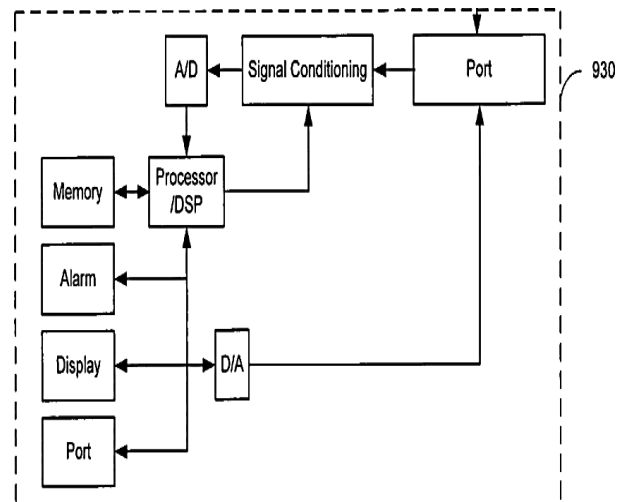 A/D
Signal Conditioning
Port
930
Memory
Processor
/DSP
Alarm
Display
D/A
Port